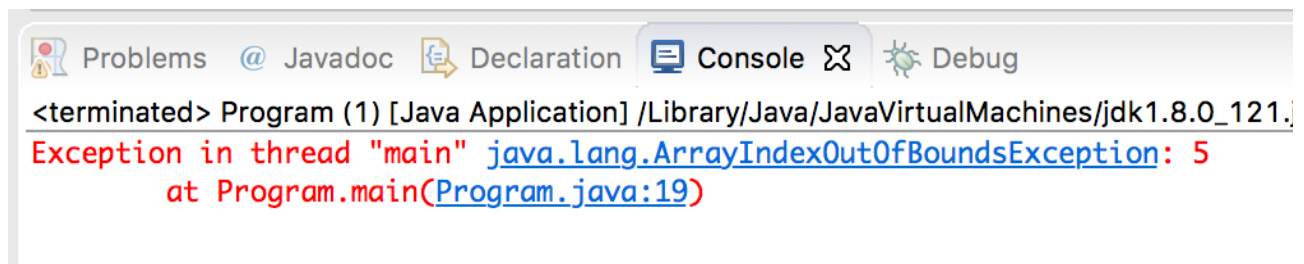 Problems @ Javadoc Declaration Console Debug
<terminated> Program (1) [Java Application] /Library/Java/JavaVirtualMachines/jdk1.8.0_121.j
Exception in thread "main" java.lang.ArrayIndexOutOfBoundsException: 5
at Program.main(Program.java:19)